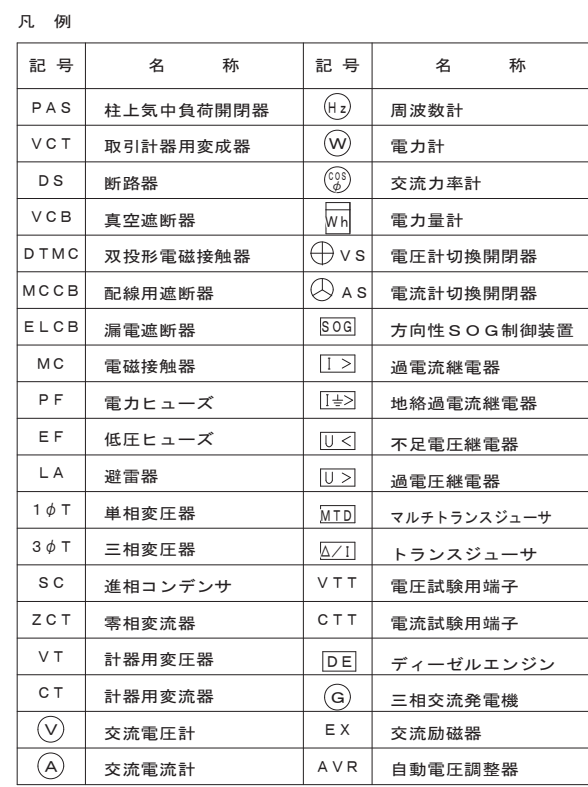 凡 例
記号 名称 記号 名称
PAS 柱上気中負荷開閉器 Hz 周波数計
VCT 取引計器用変成器 W 電力計
DS 断路器 cosφ 交流力率計
VCB 真空遮断器 Wh 電力量計
DTMC 双投形電磁接触器 VS 電圧計切換開閉器
MCCB 配線用遮断器 AS 電流計切換開閉器
ELCB 漏電遮断器 SOG 方向性SOG制御装置
MC 電磁接触器 I > 過電流継電器
PF 電力ヒューズ I⏚> 地絡過電流継電器
EF 低圧ヒューズ U < 不足電圧継電器
LA 避雷器 U > 過電圧継電器
1φT 単相変圧器 MTD マルチトランスジューサ
3φT 三相変圧器 Δ/I トランスジューサ
SC 進相コンデンサ VTT 電圧試験用端子
ZCT 零相変流器 CTT 電流試験用端子
VT 計器用変圧器 DE ディーゼルエンジン
CT 計器用変流器 G 三相交流発電機
V 交流電圧計 EX 交流励磁器
A 交流電流計 AVR 自動電圧調整器